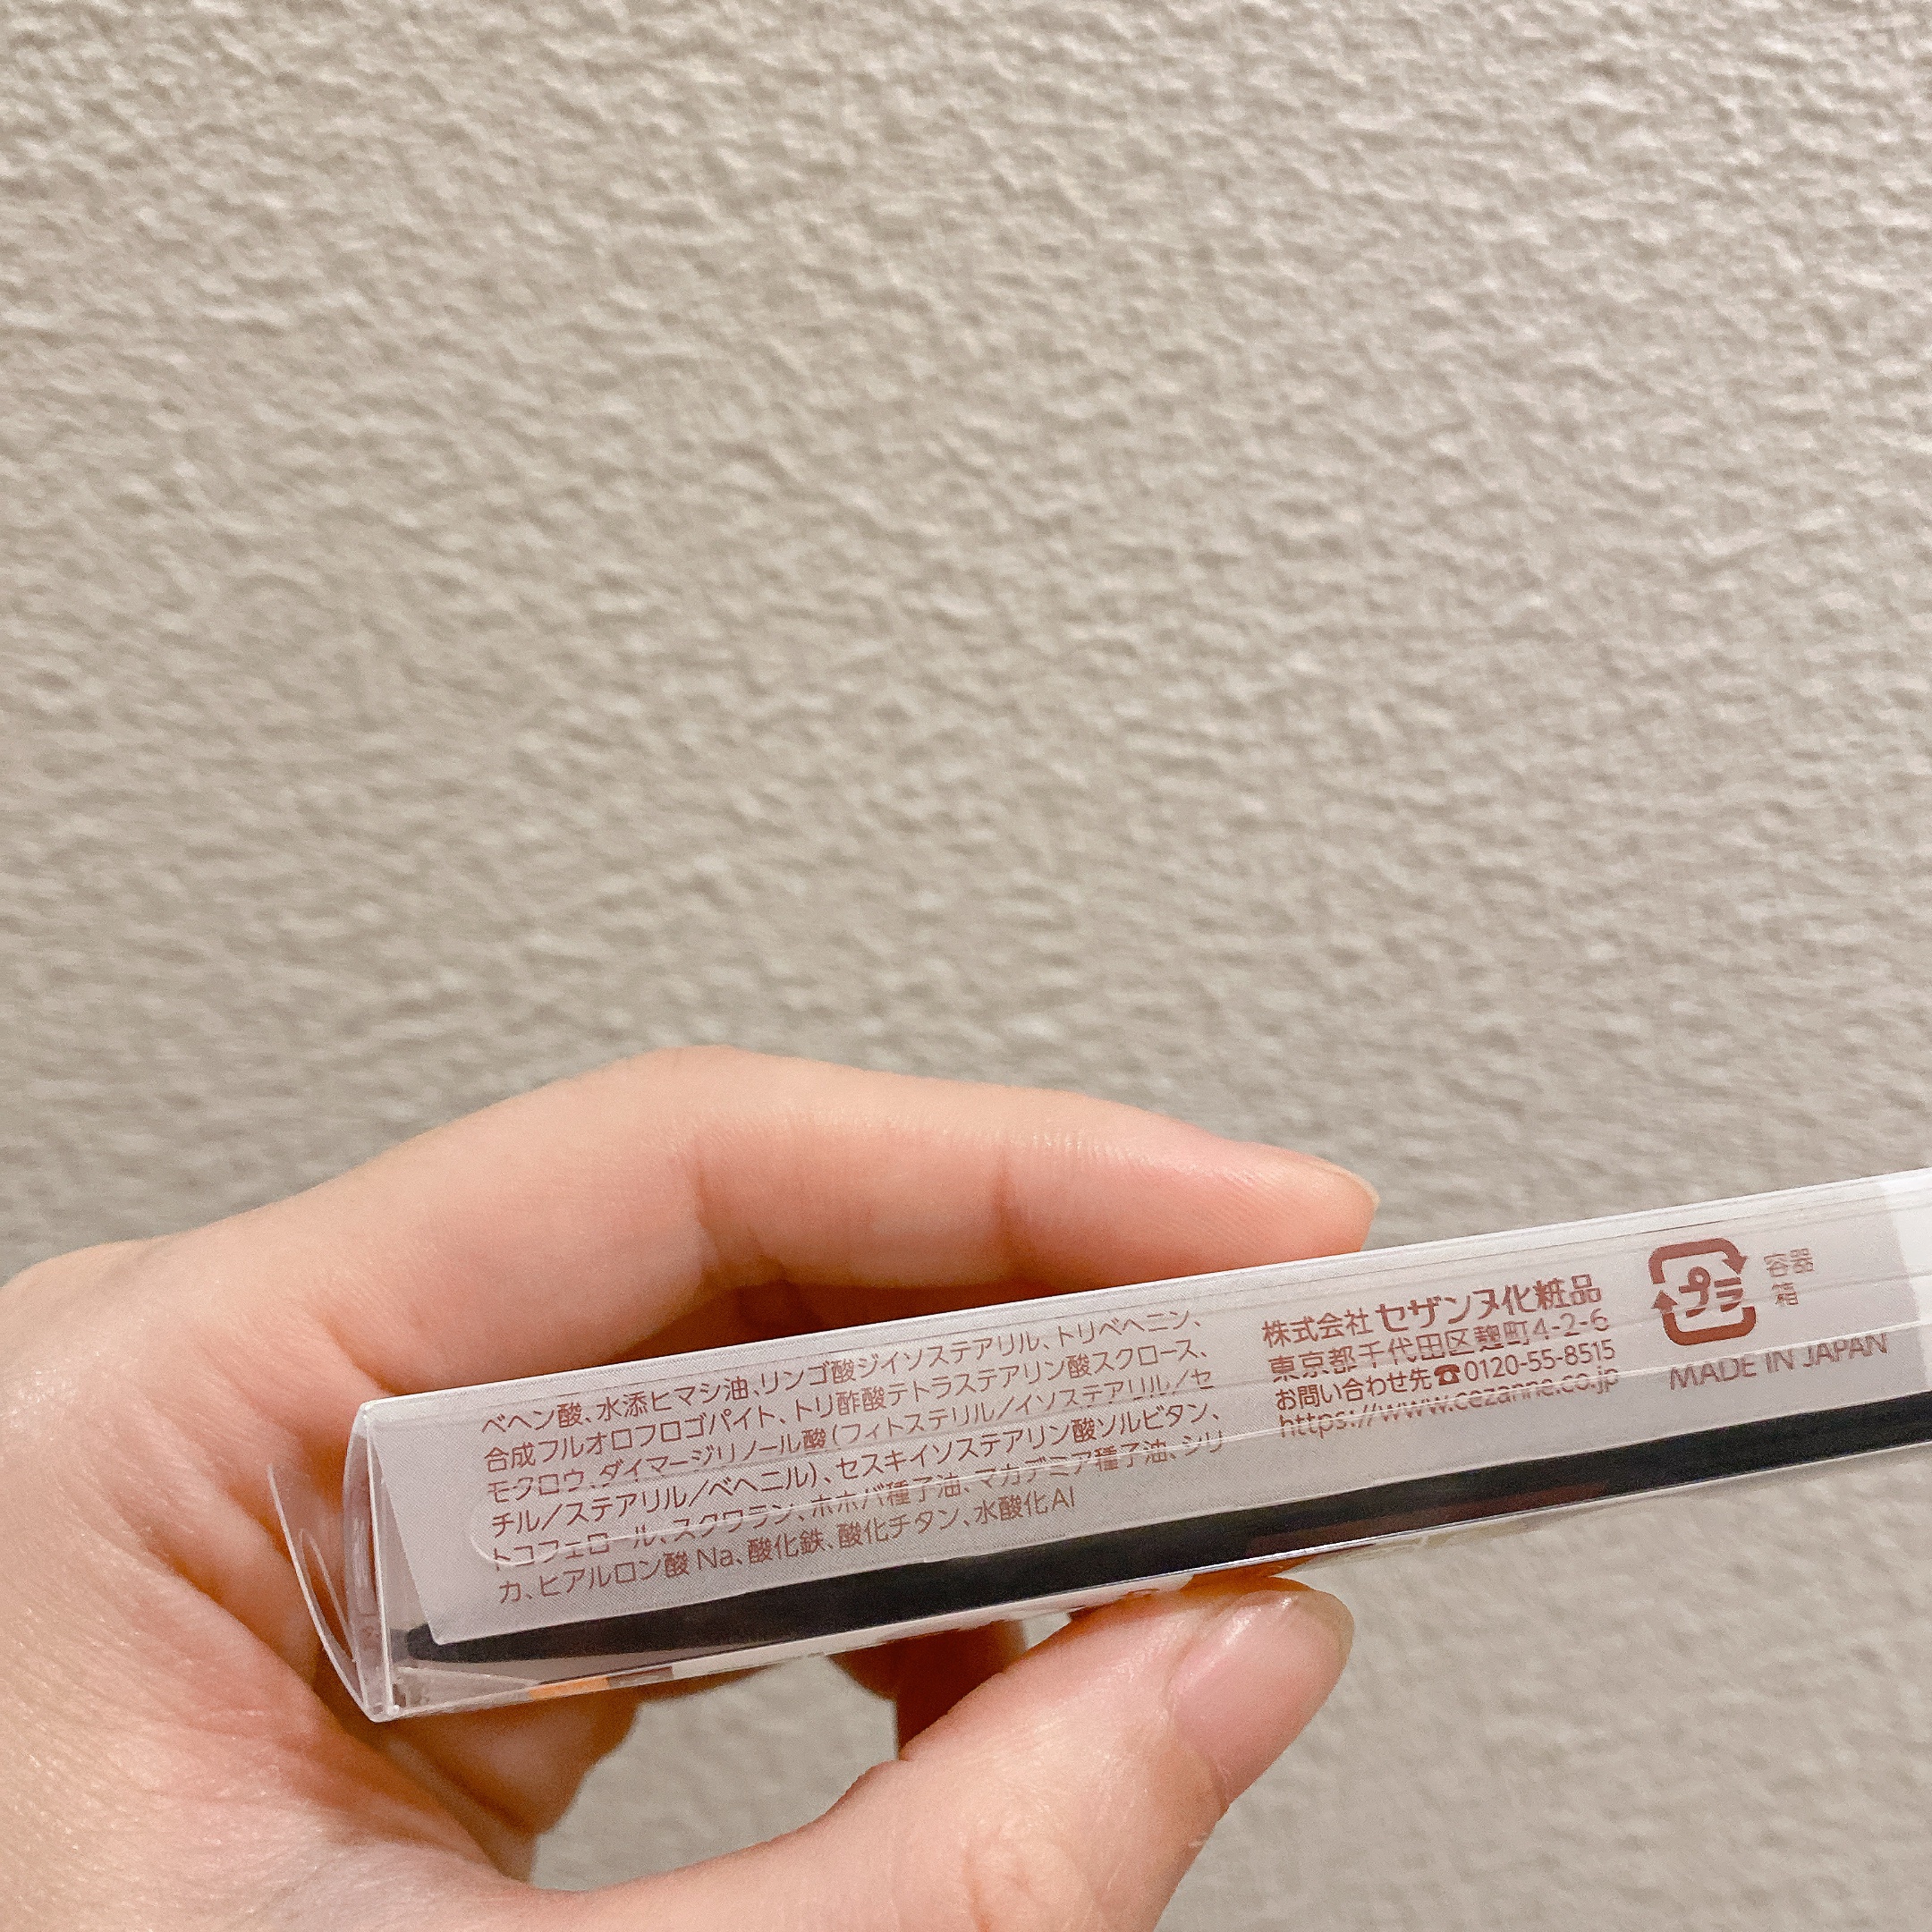 ベヘン酸、水添ヒマシ油、リンゴ酸ジイソステアリル、トリベヘニン、
合成フルオロフロゴパイト、トリ酢酸テトラステアリン酸スクロース、
モクロウ、ダイマージリノール酸(フィトステリル/イソステアリル/セ
チル/ステアリル/ベヘニル)、セスキイソステアリン酸ソルビタン、
トコフェロール、スクワラン、ホホバ種子油、マカデミア種子油、シリ
カ、ヒアルロン酸Na、酸化鉄、酸化チタン、水酸化Al
株式会社 セザンヌ化粧品
東京都千代田区麹町4-2-6
お問い合わせ先☎0120-55-8515
https://www.cezanne.co.jp
プラ
容器
箱
MADE IN JAPAN